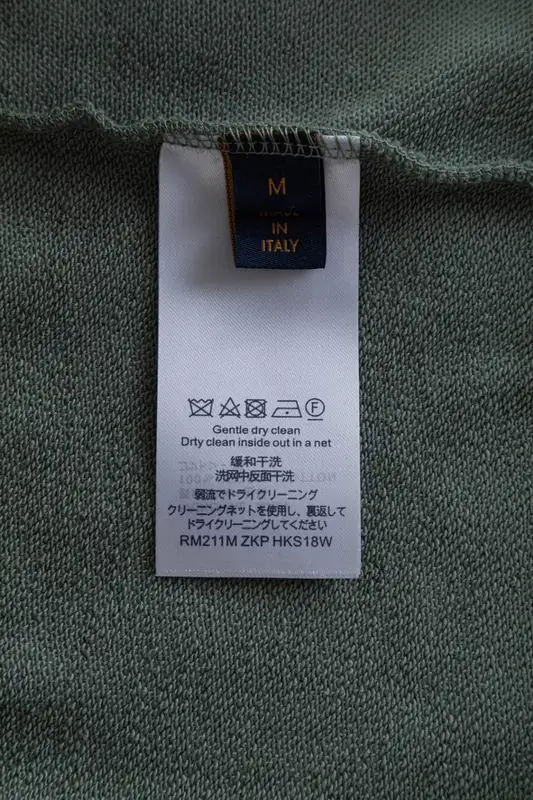 M
MADE
IN
ITALY
F
Gentle dry clean
Drty clean inside out in a net
缓和干洗
洗网中反面干洗
弱流でドライクリーニング
クリーニングネットを使用し、裏返して
ドライクリーニングしてください
RM211M ZKP HKS18W